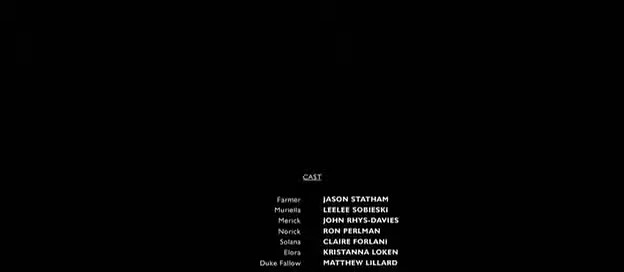 CAST
Farmer JASON STATHAM
Muriella LEELEE SOBIESKI
Merick JOHN RHYS-DAVIES
Norick RON PERLMAN
Solana CLAIRE FORLANI
Elora KRISTANNA LOKEN
Duke Fallow MATTHEW LILLARD